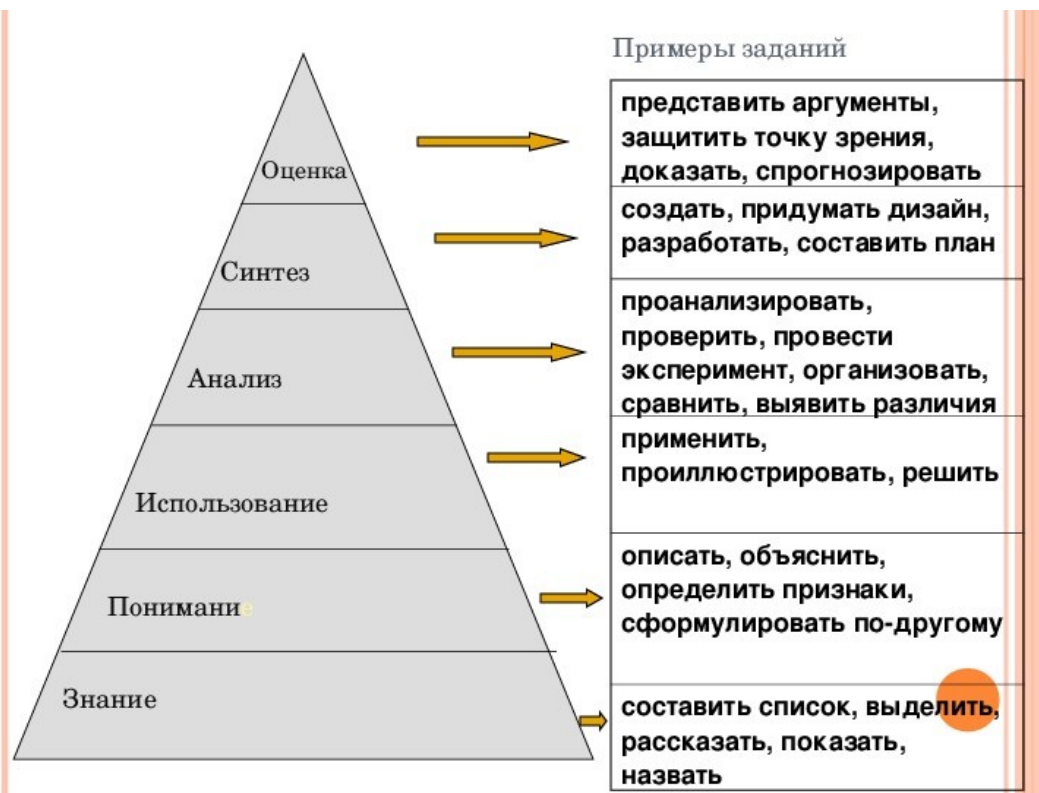 Примеры заданий
Оценка
представить аргументы,
защитить точку зрения,
доказать, спрогнозировать
Синтез
создать, придумать дизайн,
разработать, составить план
Анализ
проанализировать,
проверить, провести
эксперимент, организовать,
сравнить, выявить различия
Использование
применить,
проиллюстрировать, решить
Понимание
описать, объяснить,
определить признаки,
сформулировать по-другому
Знание
составить список, выделить,
рассказать, показать,
назвать